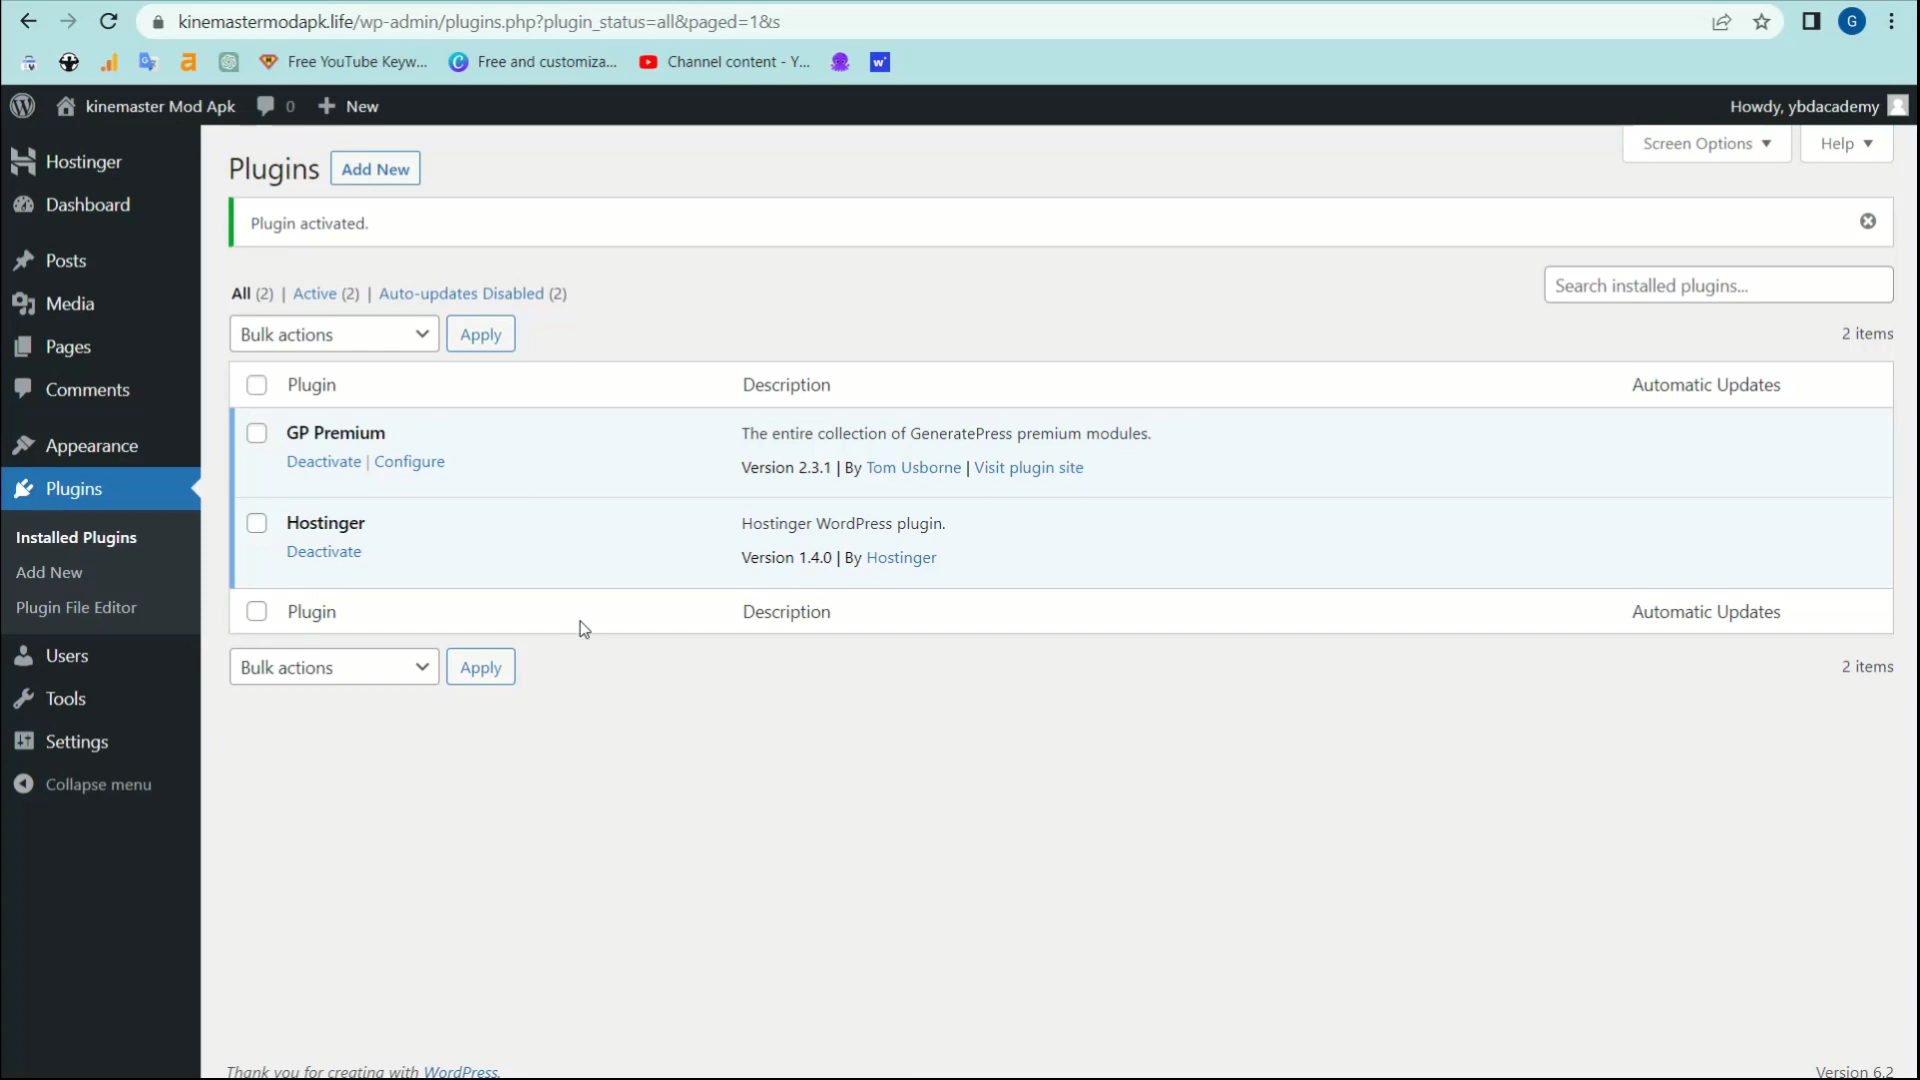 kinemastermodapk.life/wp-admin/plugins.php?plugin_status=all&paged=1&s
G
Free YouTube Keyw...
Free and customiza...
Channel content - Y...
kinemaster Mod Apk
0
New
Howdy, ybdacademy
Hostinger
Dashboard
Posts
Media
Pages
Comments
Appearance
Plugins
Installed Plugins
Add New
Plugin File Editor
Users
Tools
Settings
Collapse menu
Screen Options
Help
Plugins Add New
Plugin activated.
All (2) | Active (2) | Auto-updates Disabled (2)
Search installed plugins...
Bulk actions Apply
2 items
Plugin Description Automatic Updates
GP Premium
Deactivate | Configure
The entire collection of GeneratePress premium modules.
Version 2.3.1 | By Tom Usborne | Visit plugin site
Hostinger
Deactivate
Hostinger WordPress plugin.
Version 1.4.0 | By Hostinger
Plugin Description Automatic Updates
Bulk actions Apply
2 items
Thank you for creating with WordPress.
Version 6.2